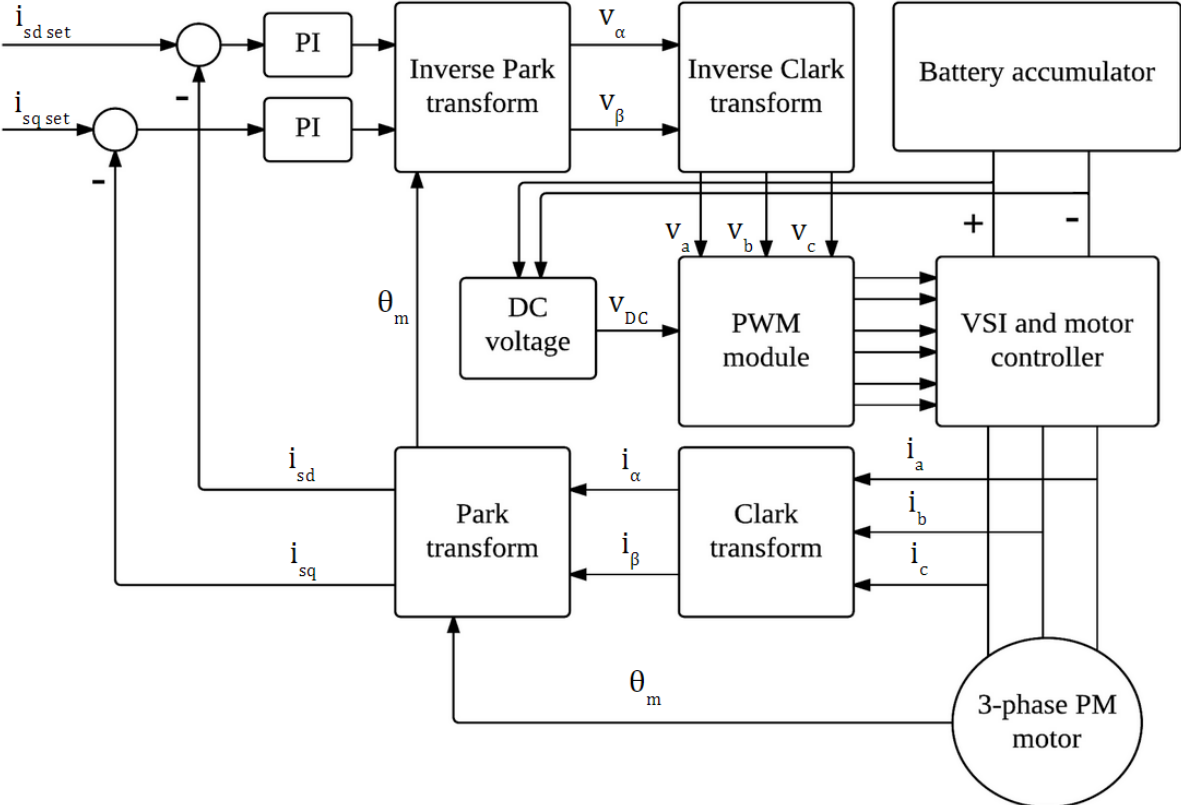 i sd set
PI
Inverse Park
transform
v α
Inverse Clark
transform
Battery accumulator
i sq set
-
PI
v β
-
+
-
v a
v b
v c
θ m
DC
voltage
v DC
PWM
module
VSI and motor
controller
i sd
i α
i a
Park
transform
Clark
transform
i b
i sq
i β
i c
θ m
3-phase PM
motor